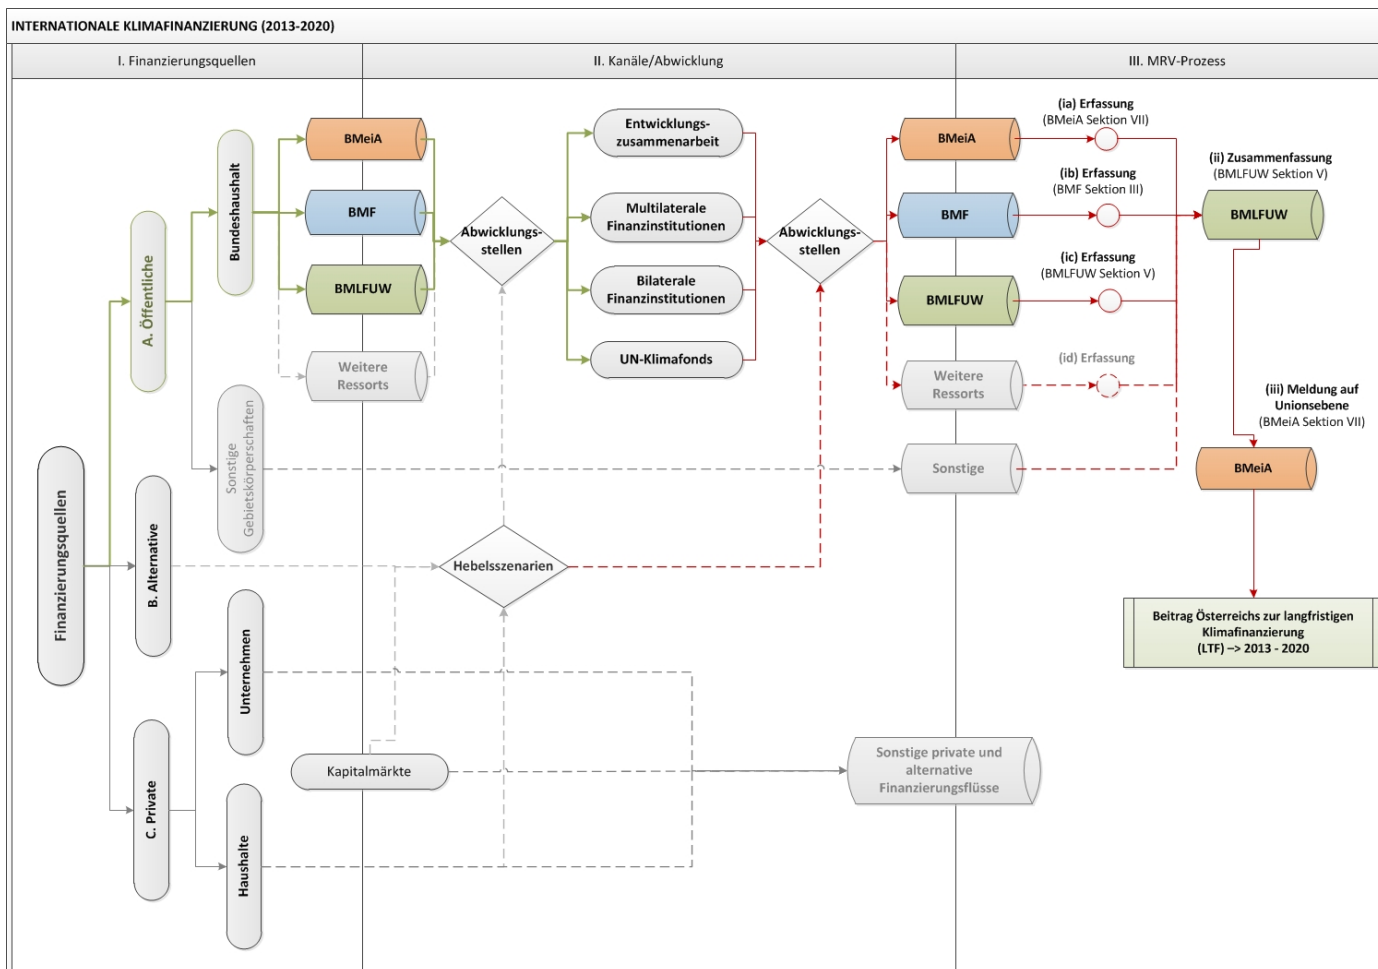 INTERNATIONALE KLIMAFINANZIERUNG (2013-2020)
I. Finanzierungsquellen
II. Kanäle/Abwicklung
III. MRV-Prozess
Finanzierungsquellen
A. Öffentliche
B. Alternative
C. Private
Bundeshaushalt
Sonstige
Gebietskörperschaften
Unternehmen
Haushalte
BMeiA
BMF
BMLFUW
Weitere
Ressorts
Kapitalmärkte
Abwicklungs-
stellen
Hebelsszenarien
Entwicklungs-
zusammenarbeit
Multilaterale
Finanzinstitutionen
Bilaterale
Finanzinstitutionen
UN-Klimafonds
Abwicklungs-
stellen
BMeiA
BMF
BMLFUW
Weitere
Ressorts
Sonstige
Sonstige private und
alternative
Finanzierungsflüsse
(ia) Erfassung
(BMeiA Sektion VII)
(ib) Erfassung
(BMF Sektion III)
(ic) Erfassung
(BMLFUW Sektion V)
(id) Erfassung
(ii) Zusammenfassung
(BMLFUW Sektion V)
BMLFUW
(iii) Meldung auf
Unionsebene
(BMeiA Sektion VII)
BMeiA
Beitrag Österreichs zur langfristigen
Klimafinanzierung
(LTF) –> 2013 - 2020